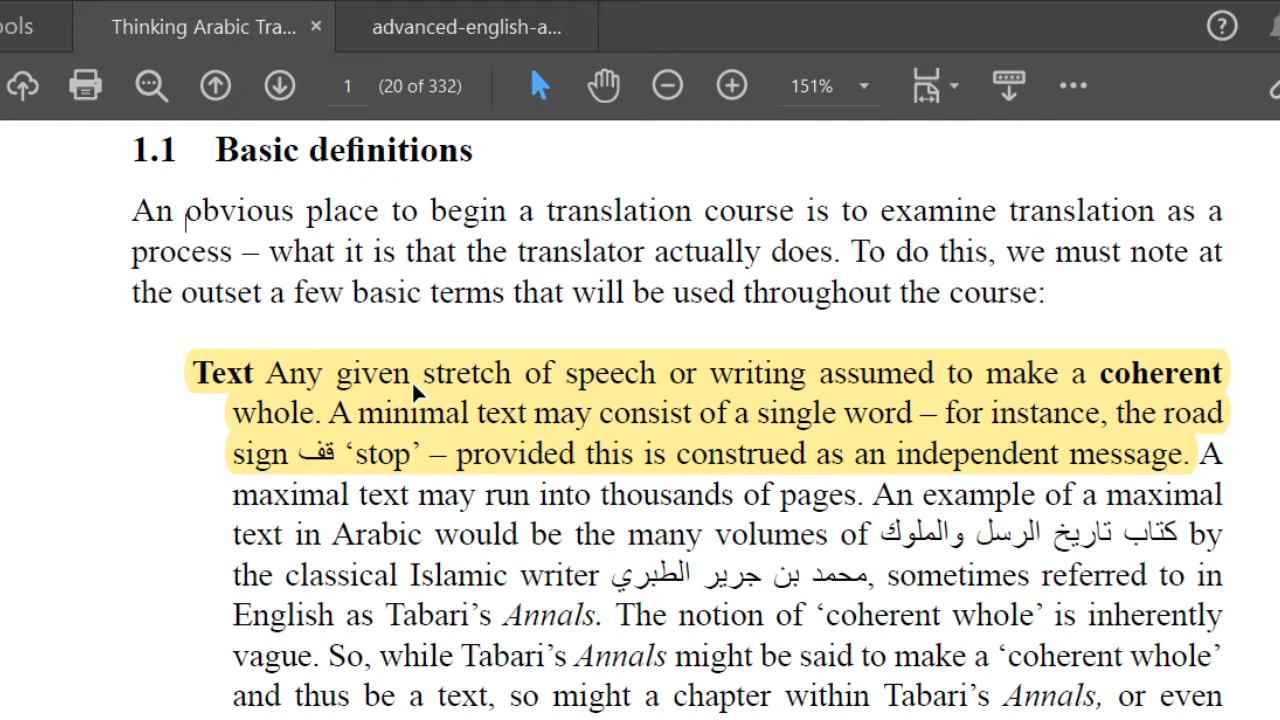 ools
Thinking Arabic Tra... ×
advanced-english-a...
1 (20 of 332)
151%
1.1 Basic definitions
An obvious place to begin a translation course is to examine translation as a
process – what it is that the translator actually does. To do this, we must note at
the outset a few basic terms that will be used throughout the course:
Text Any given stretch of speech or writing assumed to make a coherent
whole. A minimal text may consist of a single word – for instance, the road
sign قف ‘stop’ – provided this is construed as an independent message. A
maximal text may run into thousands of pages. An example of a maximal
text in Arabic would be the many volumes of كتاب تاريخ الرسل والملوك by
the classical Islamic writer محمد بن جرير الطبري, sometimes referred to in
English as Tabari’s Annals. The notion of ‘coherent whole’ is inherently
vague. So, while Tabari’s Annals might be said to make a ‘coherent whole’
and thus be a text, so might a chapter within Tabari’s Annals, or even